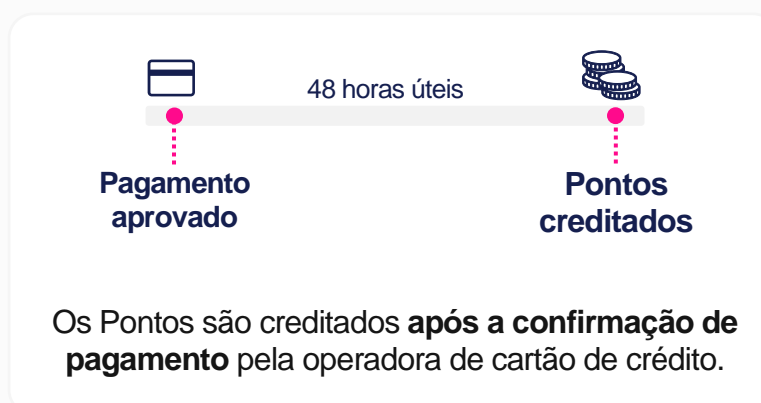 48 horas úteis
Pagamento
aprovado
Pontos
creditados
Os Pontos são creditados após a confirmação de
pagamento pela operadora de cartão de crédito.